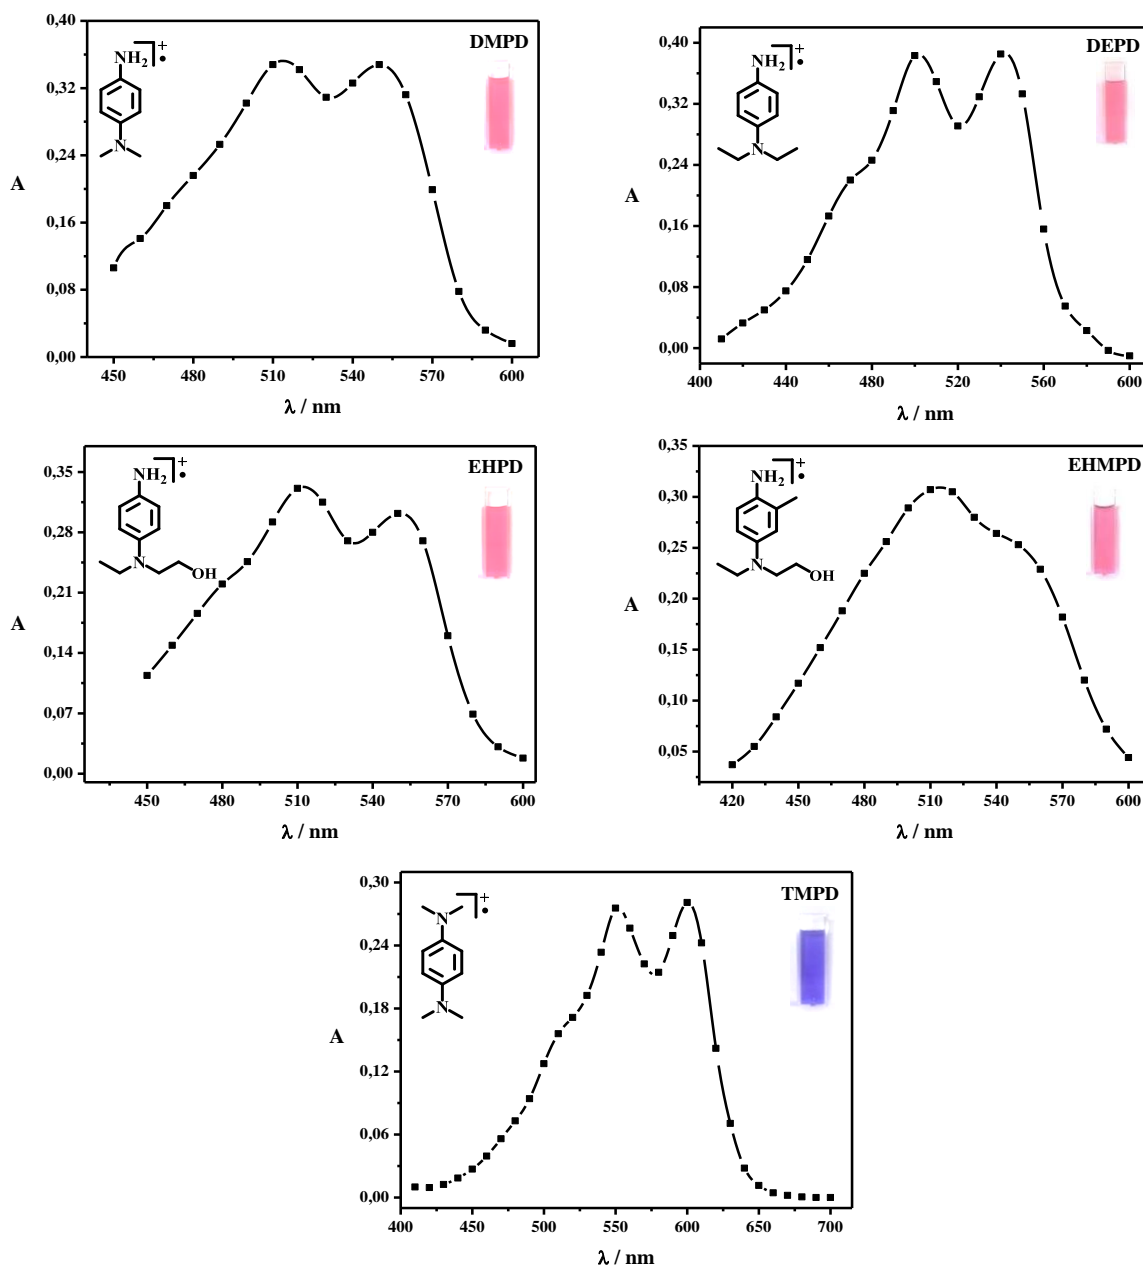 DMPD
NH2
+
•
N
A
0,40
0,32
0,24
0,16
0,08
0,00
450 480 510 540 570 600
λ / nm
DEPD
NH2
+
•
N
A
0,40
0,32
0,24
0,16
0,08
0,00
400 440 480 520 560 600
λ / nm
EHPD
NH2
+
•
N
OH
A
0,35
0,28
0,21
0,14
0,07
0,00
450 480 510 540 570 600
λ / nm
EHMPD
NH2
+
•
N
OH
A
0,35
0,30
0,25
0,20
0,15
0,10
0,05
420 450 480 510 540 570 600
λ / nm
TMPD
N
+
•
N
A
0,30
0,24
0,18
0,12
0,06
0,00
400 450 500 550 600 650 700
λ / nm